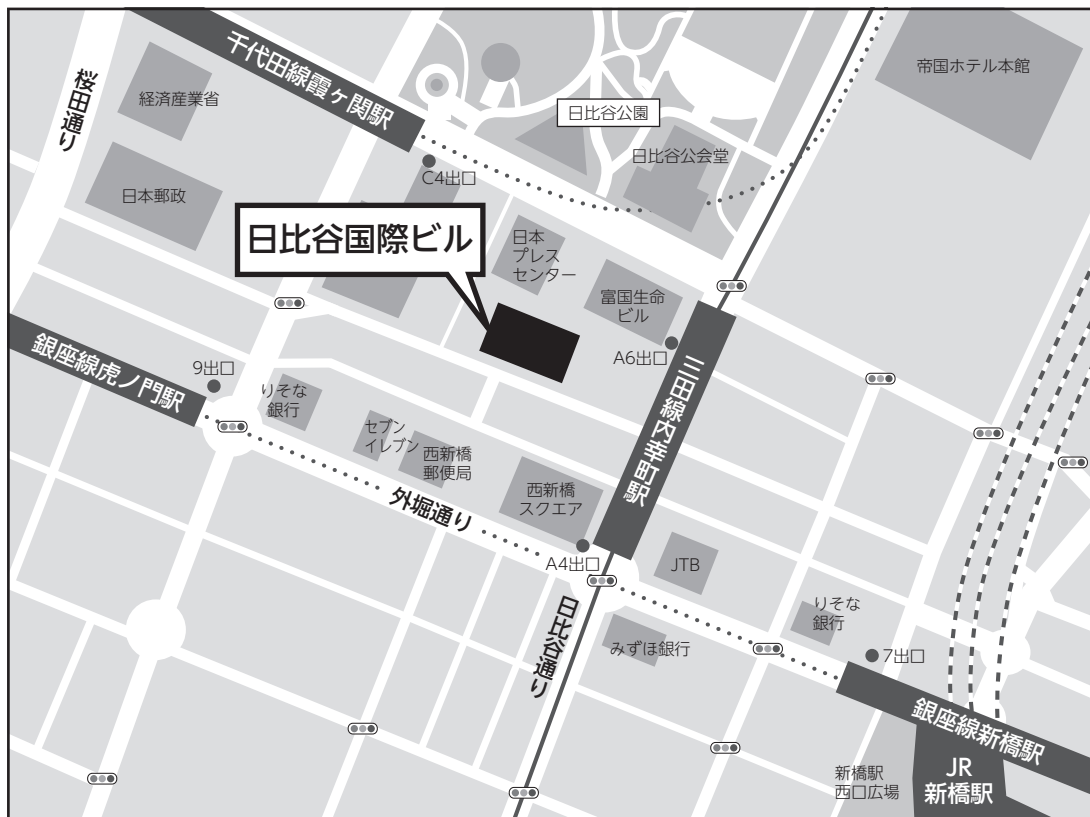 千代田線霞ヶ関駅
桜田通り
経済産業省
帝国ホテル本館
日比谷公園
日比谷公会堂
C4出口
日本郵政
日比谷国際ビル
日本
プレス
センター
富国生命
ビル
A6出口
銀座線虎ノ門駅
9出口
りそな
銀行
セブン
イレブン
西新橋
郵便局
三田線内幸町駅
外堀通り
西新橋
スクエア
A4出口
JTB
日比谷通り
みずほ銀行
りそな
銀行
7出口
銀座線新橋駅
新橋駅
西口広場
JR
新橋駅